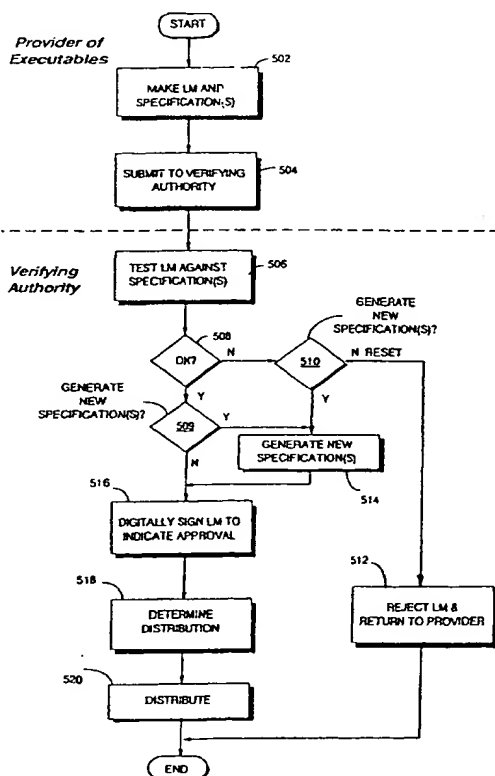 START
Provider of
Executables
502
MAKE LM AND
SPECIFICATION(S)
SUBMIT TO VERIFYING
AUTHORITY
504
Verifying
Authority
TEST LM AGAINST
SPECIFICATION(S)
506
508
OK?
N
GENERATE
NEW
SPECIFICATION(S)?
510
N RESET
Y
Y
GENERATE
NEW
SPECIFICATION(S)?
509
Y
N
GENERATE NEW
SPECIFICATION(S)
514
516
DIGITALLY SIGN LM TO
INDICATE APPROVAL
512
REJECT LM &
RETURN TO PROVIDER
518
DETERMINE
DISTRIBUTION
520
DISTRIBUTE
END